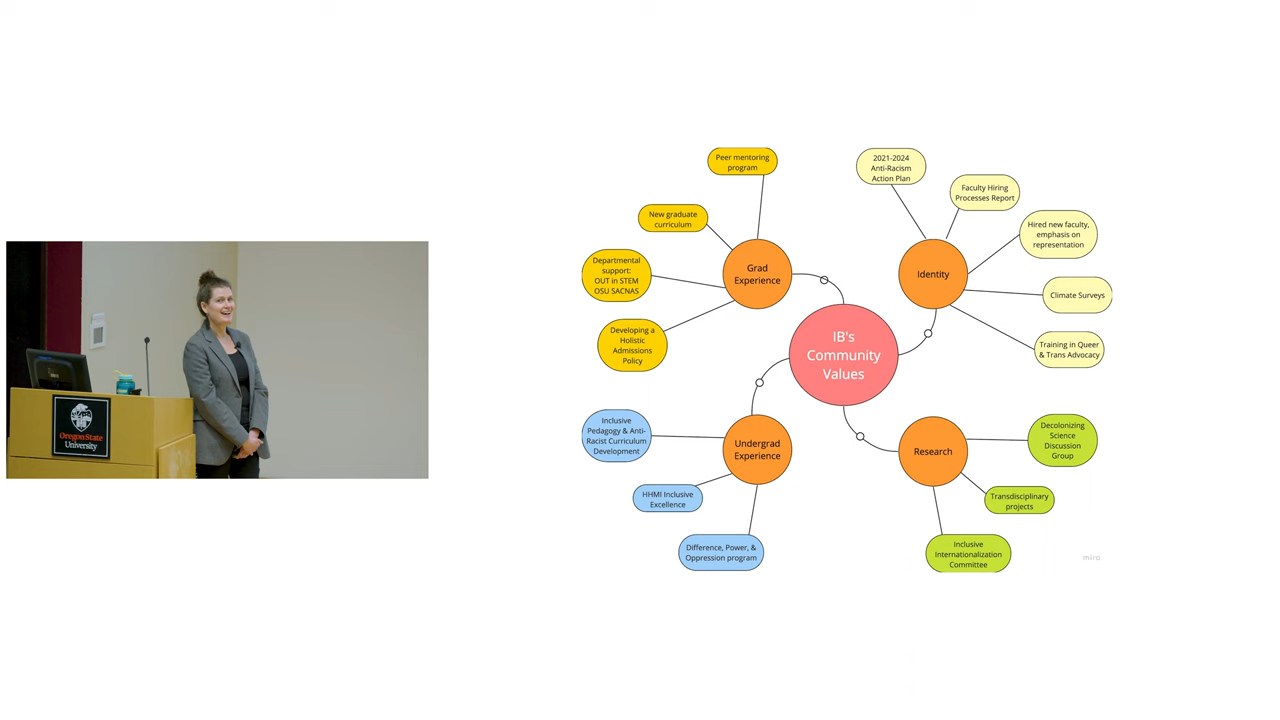 Oregon State
University
Peer mentoring
program
New graduate
curriculum
Departmental
support:
OUT in STEM
OSU SACNAS
Developing a
Holistic
Admissions
Policy
Grad
Experience
2021-2024
Anti-Racism
Action Plan
Faculty Hiring
Processes Report
Hired new faculty,
emphasis on
representation
Climate Surveys
Training in Queer
& Trans Advocacy
Identity
IB's
Community
Values
Inclusive
Pedagogy & Anti-
Racist Curriculum
Development
HHMI Inclusive
Excellence
Difference, Power, &
Oppression program
Undergrad
Experience
Research
Decolonizing
Science
Discussion
Group
Transdisciplinary
projects
Inclusive
Internationalization
Committee
miro